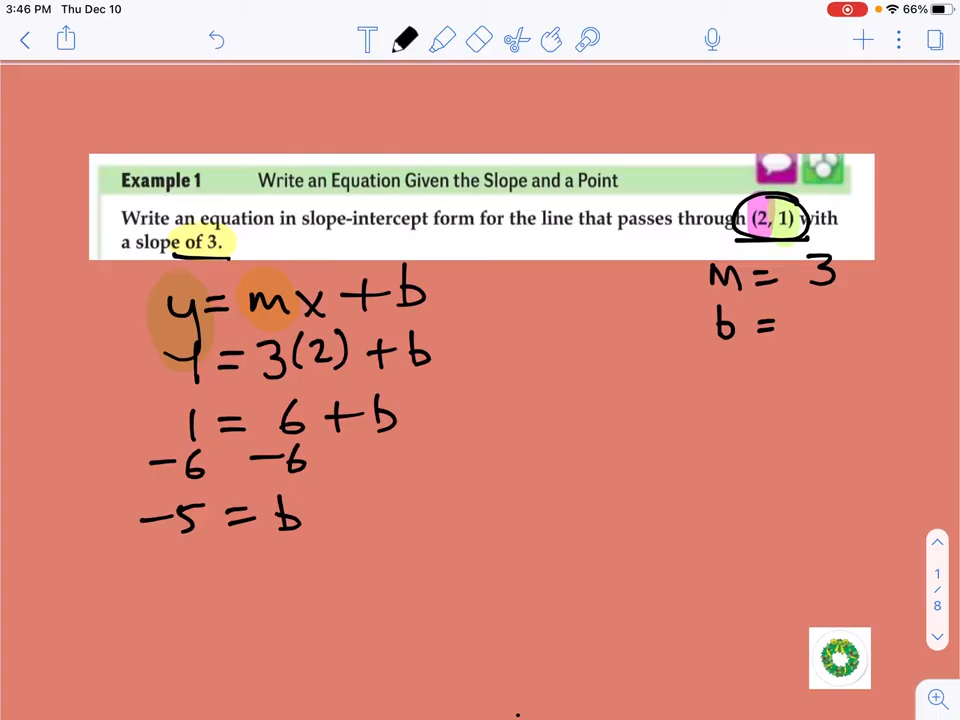 3:46 PM Thu Dec 10
66%
T
Example 1 Write an Equation Given the Slope and a Point
Write an equation in slope-intercept form for the line that passes through (2, 1) with
a slope of 3.
y = mx + b
m = 3
b =
1 = 3(2) + b
1 = 6 + b
-6 -6
-5 = b
1
/
8